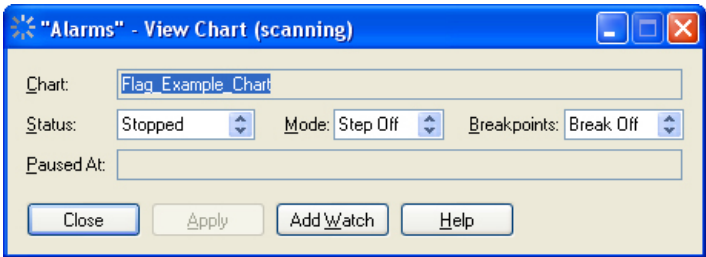 "Alarms" - View Chart (scanning)
Chart: Flag_Example_Chart
Status: Stopped Mode: Step Off Breakpoints: Break Off
Paused At:
Close Apply Add Watch Help